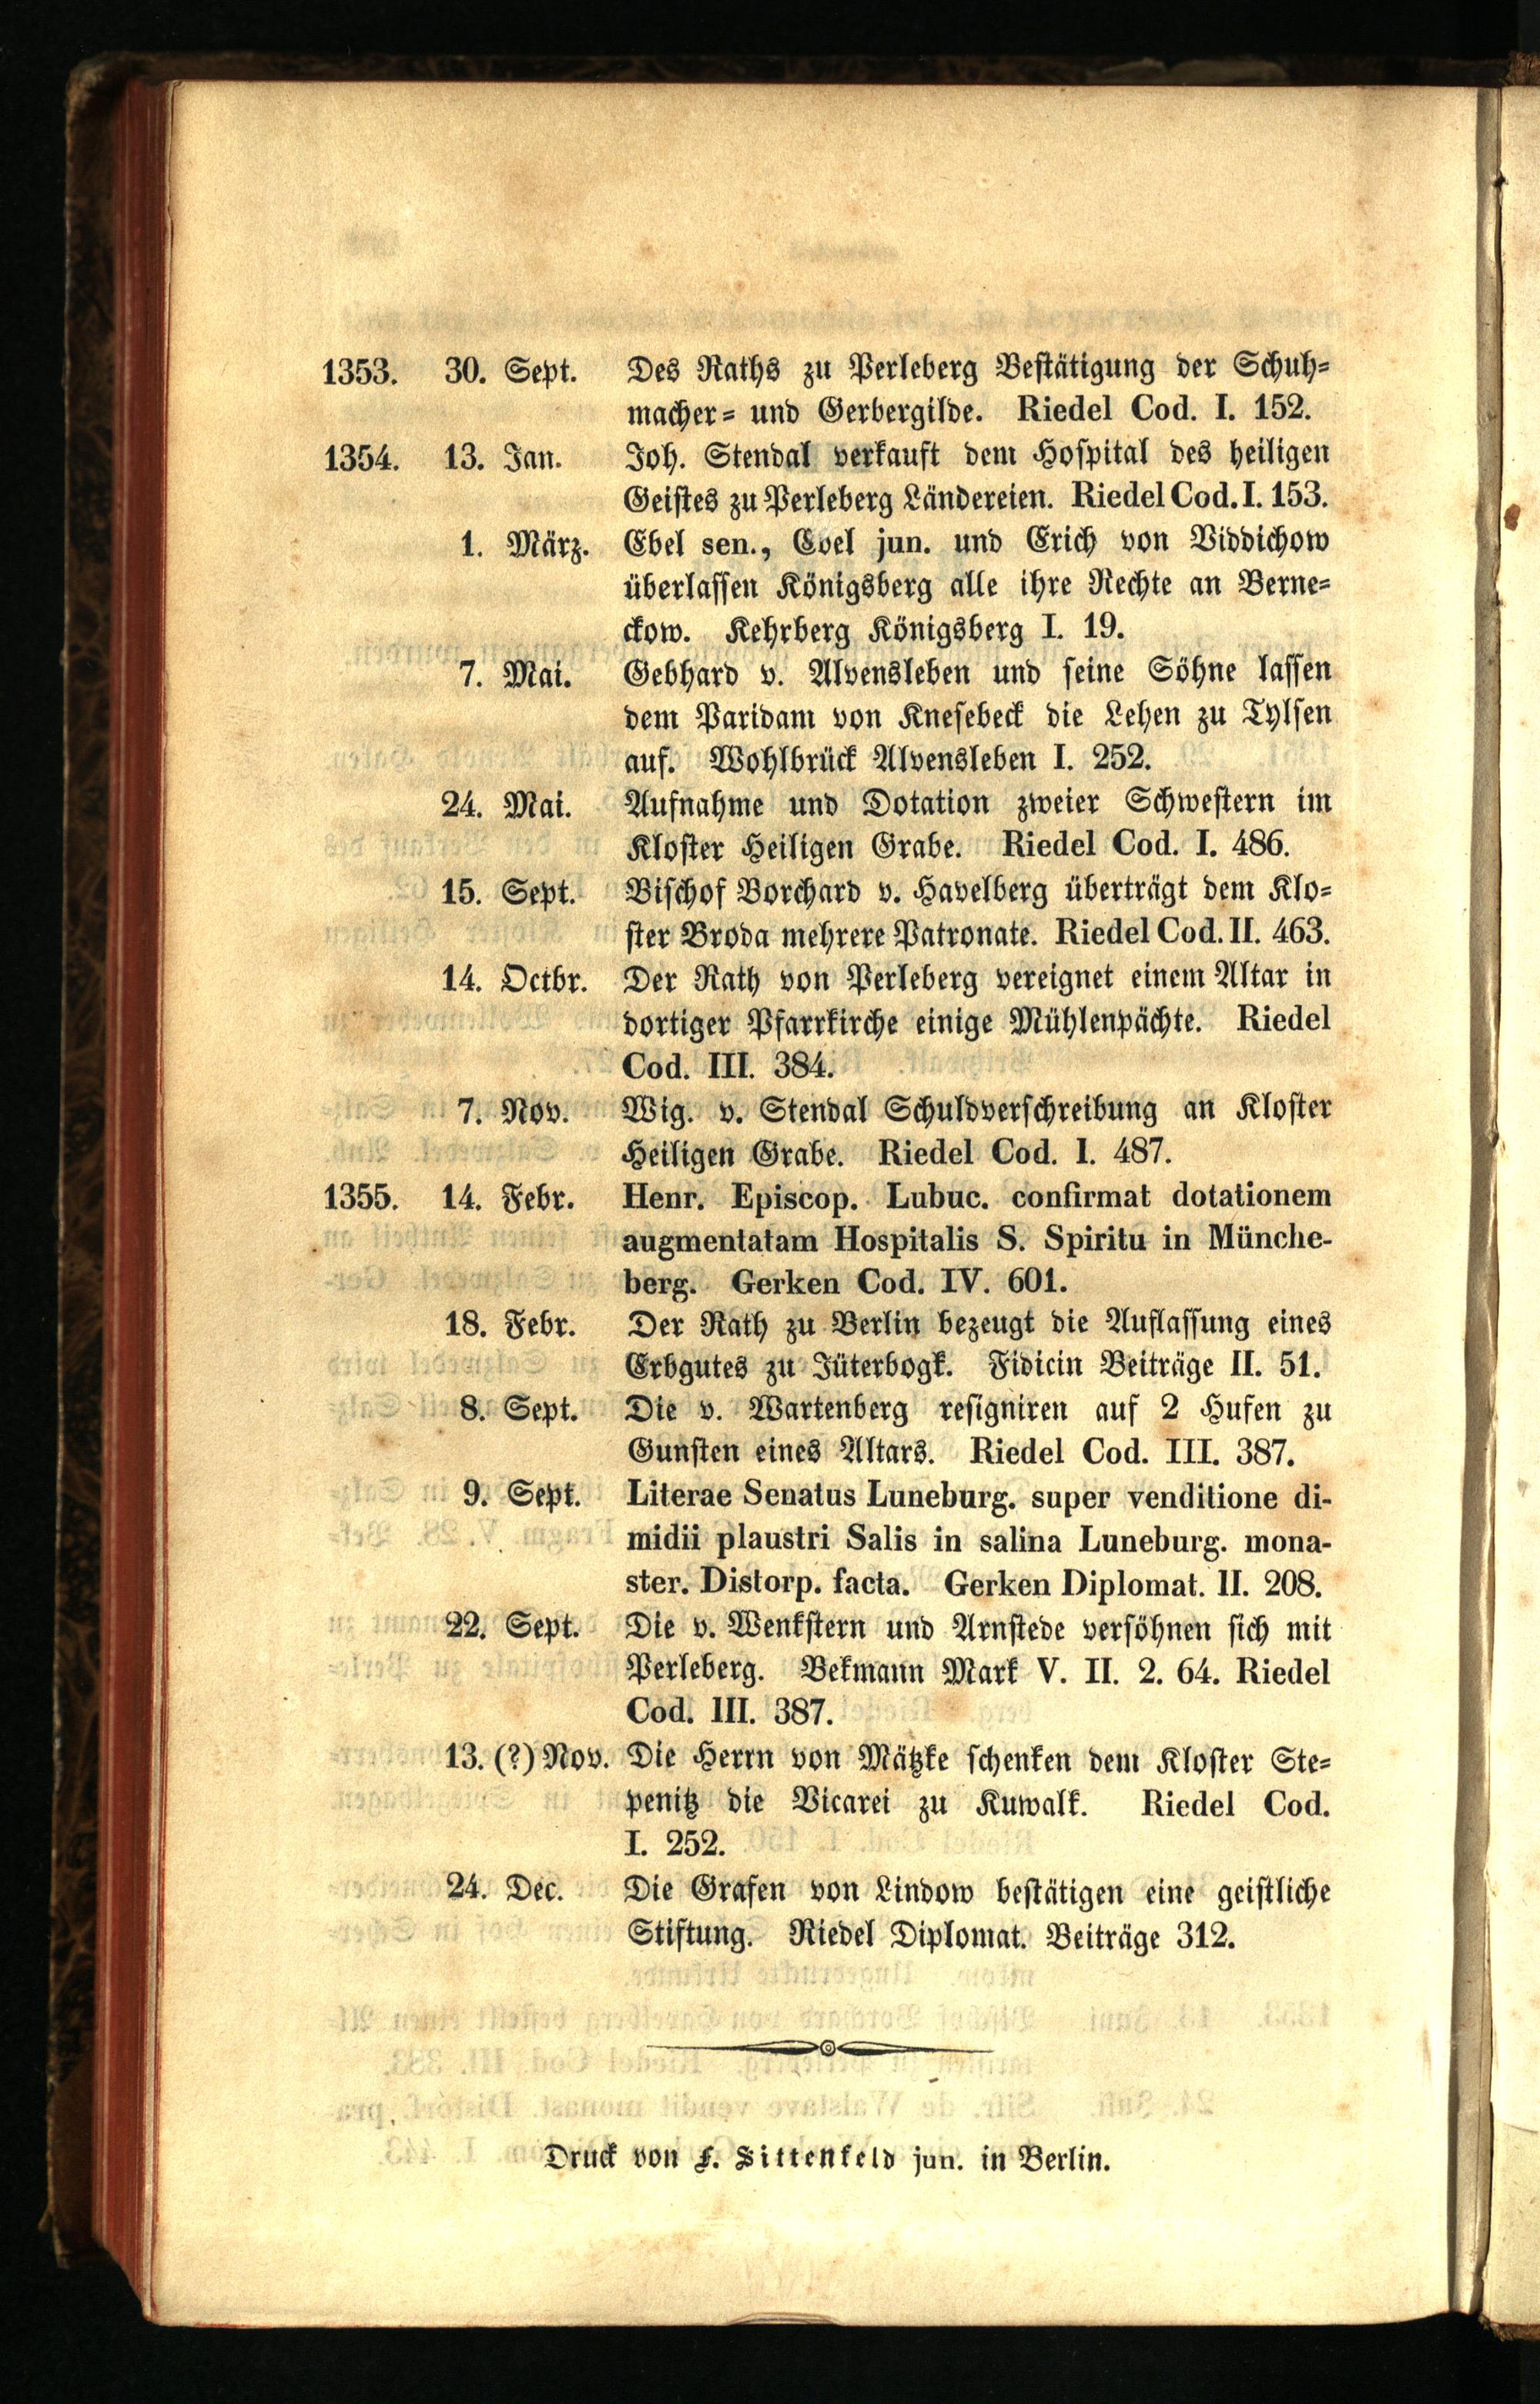 1353. 30. Sept. Des Raths zu Perleberg Bestätigung der Schuh=
macher= und Gerbergilde. Riedel Cod. I. 152.
1354. 13. Jan. Joh. Stendal verkauft dem Hospital des heiligen
Geistes zu Perleberg Ländereien. Riedel Cod. I. 153.
1. März. Ebel sen., Evel jun. und Erich von Viddichow
überlassen Königsberg alle ihre Rechte an Berne=
ckow. Kehrberg Königsberg I. 19.
7. Mai. Gebhard v. Alvensleben und seine Söhne lassen
dem Paridam von Knesebeck die Lehen zu Tylsen
auf. Wohlbrück Alvensleben I. 252.
24. Mai. Aufnahme und Dotation zweier Schwestern im
Kloster Heiligen Grabe. Riedel Cod. I. 486.
15. Sept. Bischof Borchard v. Havelberg überträgt dem Klo=
ster Broda mehrere Patronate. Riedel Cod. II. 463.
14. Octbr. Der Rath von Perleberg vereignet einem Altar in
dortiger Pfarrkirche einige Mühlenpächte. Riedel
Cod. III. 384.
7. Nov. Wig. v. Stendal Schuldverschreibung an Kloster
Heiligen Grabe. Riedel Cod. I. 487.
1355. 14. Febr. Henr. Episcop. Lubuc. confirmat dotationem
augmentatam Hospitalis S. Spiritu in Münche-
berg. Gerken Cod. IV. 601.
18. Febr. Der Rath zu Berlin bezeugt die Auflassung eines
Erbgutes zu Jüterbogk. Fidicin Beiträge II. 51.
8. Sept. Die v. Wartenberg resigniren auf 2 Hufen zu
Gunsten eines Altars. Riedel Cod. III. 387.
9. Sept. Literae Senatus Luneburg. super venditione di-
midii plaustri Salis in salina Luneburg. mona-
ster. Distorp. facta. Gerken Diplomat. II. 208.
22. Sept. Die v. Wenkstern und Arnstede versöhnen sich mit
Perleberg. Bekmann Mark V. II. 2. 64. Riedel
Cod. III. 387.
13. (?) Nov. Die Herrn von Mätzke schenken dem Kloster Ste=
penitz die Vicarei zu Kuwalk. Riedel Cod.
I. 252.
24. Dec. Die Grafen von Lindow bestätigen eine geistliche
Stiftung. Riedel Diplomat. Beiträge 312.
Druck von F. Sittenfeld jun. in Berlin.